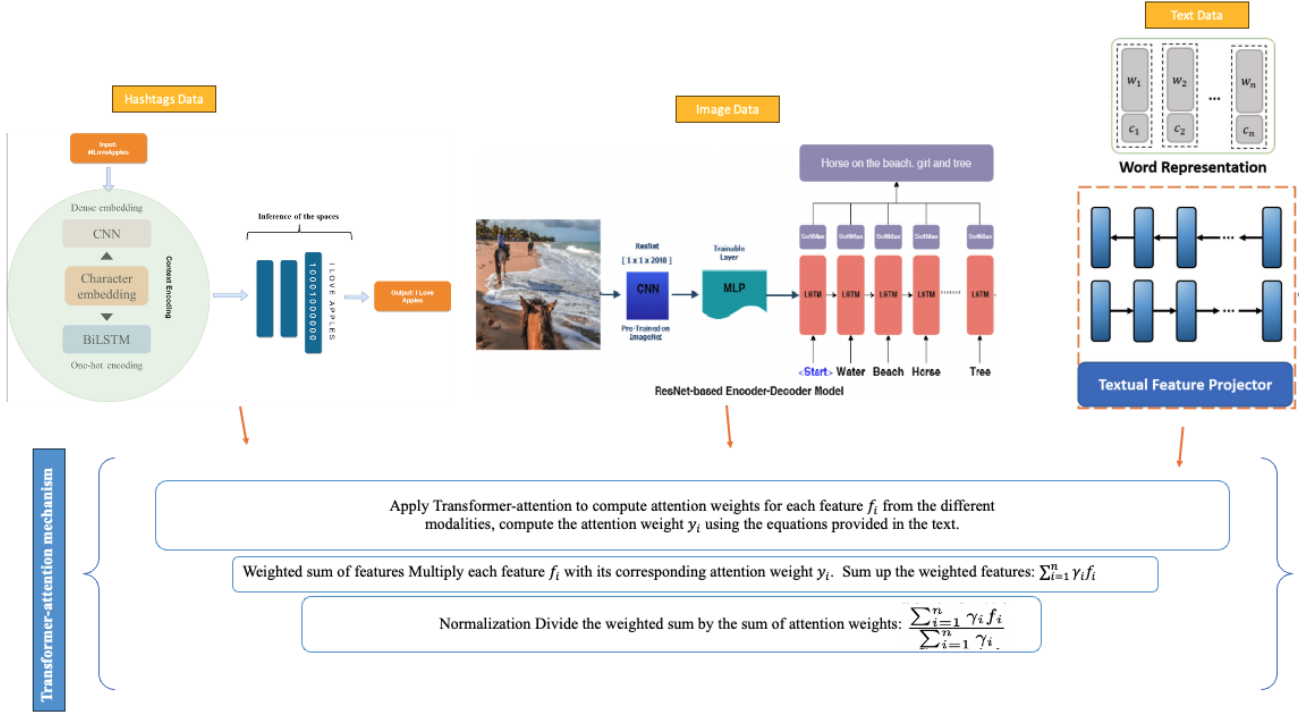 Text Data
w₁ w₂ ... wₙ
c₁ c₂ cₙ
Word Representation
Textual Feature Projector
Hashtags Data
Input:
#ILoveApples
Dense embedding
CNN
Character
embedding
BiLSTM
One-hot encoding
Context Encoding
Inference of the spaces
10001000000
I LOVE APPLES
Output: I Love
Apples
Image Data
Horse on the beach. girl and tree
ResNet
[ 1 x 1 x 2048 ]
CNN
Pre-Trained on
ImageNet
Trainable
Layer
MLP
SoftMax SoftMax SoftMax SoftMax SoftMax
LSTM LSTM LSTM LSTM LSTM
<Start> Water Beach Horse Tree
ResNet-based Encoder-Decoder Model
Transformer-attention mechanism
Apply Transformer-attention to compute attention weights for each feature fᵢ from the different
modalities, compute the attention weight yᵢ using the equations provided in the text.
Weighted sum of features Multiply each feature fᵢ with its corresponding attention weight yᵢ. Sum up the weighted features: ∑ⁿᵢ₌₁ γᵢfᵢ
Normalization Divide the weighted sum by the sum of attention weights: ∑ⁿᵢ₌₁ γᵢfᵢ / ∑ⁿᵢ₌₁ γᵢ